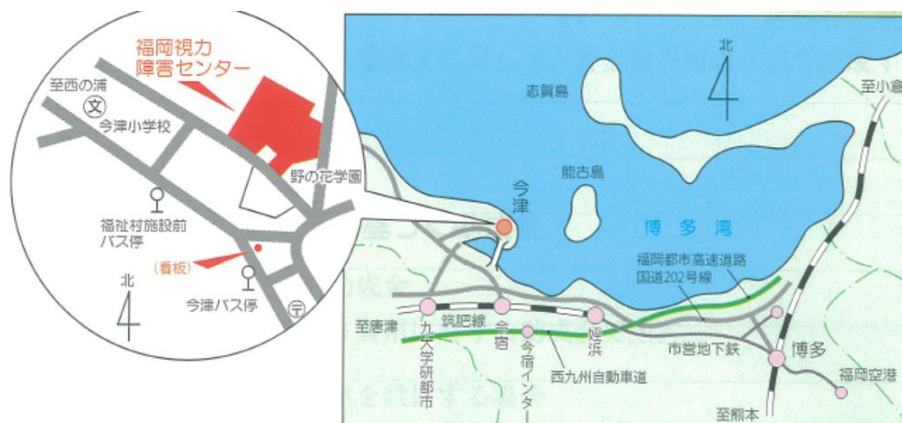 福岡視力
障害センター
至西の浦
文
今津小学校
野の花学園
福祉村施設前
バス停
(看板)
北
今津バス停
〒
北
志賀島
至小倉
能古島
今津
博多湾
福岡都市高速道路
国道202号線
至唐津
筑肥線
九大学研都市
今宿
姪浜
今宿インター
西九州自動車道
市営地下鉄
博多
福岡空港
至熊本